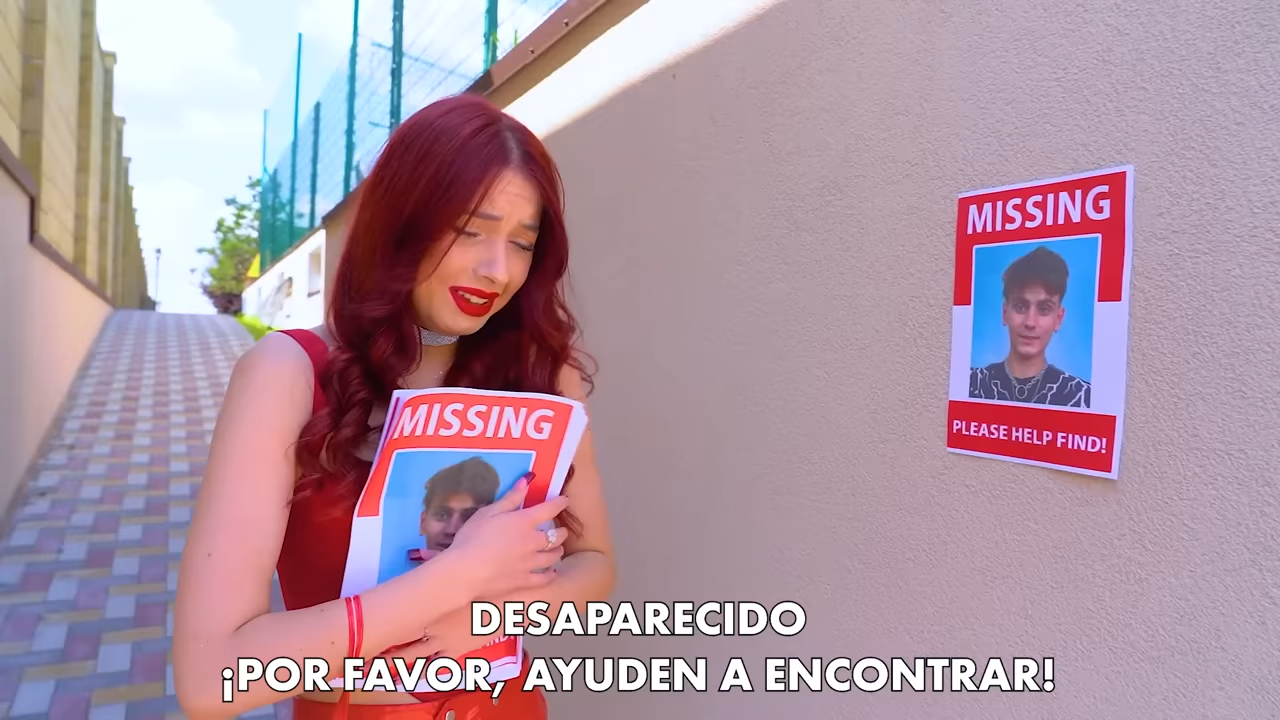 MISSING
PLEASE HELP FIND!
MISSING
DESAPARECIDO
¡POR FAVOR, AYUDEN A ENCONTRAR!